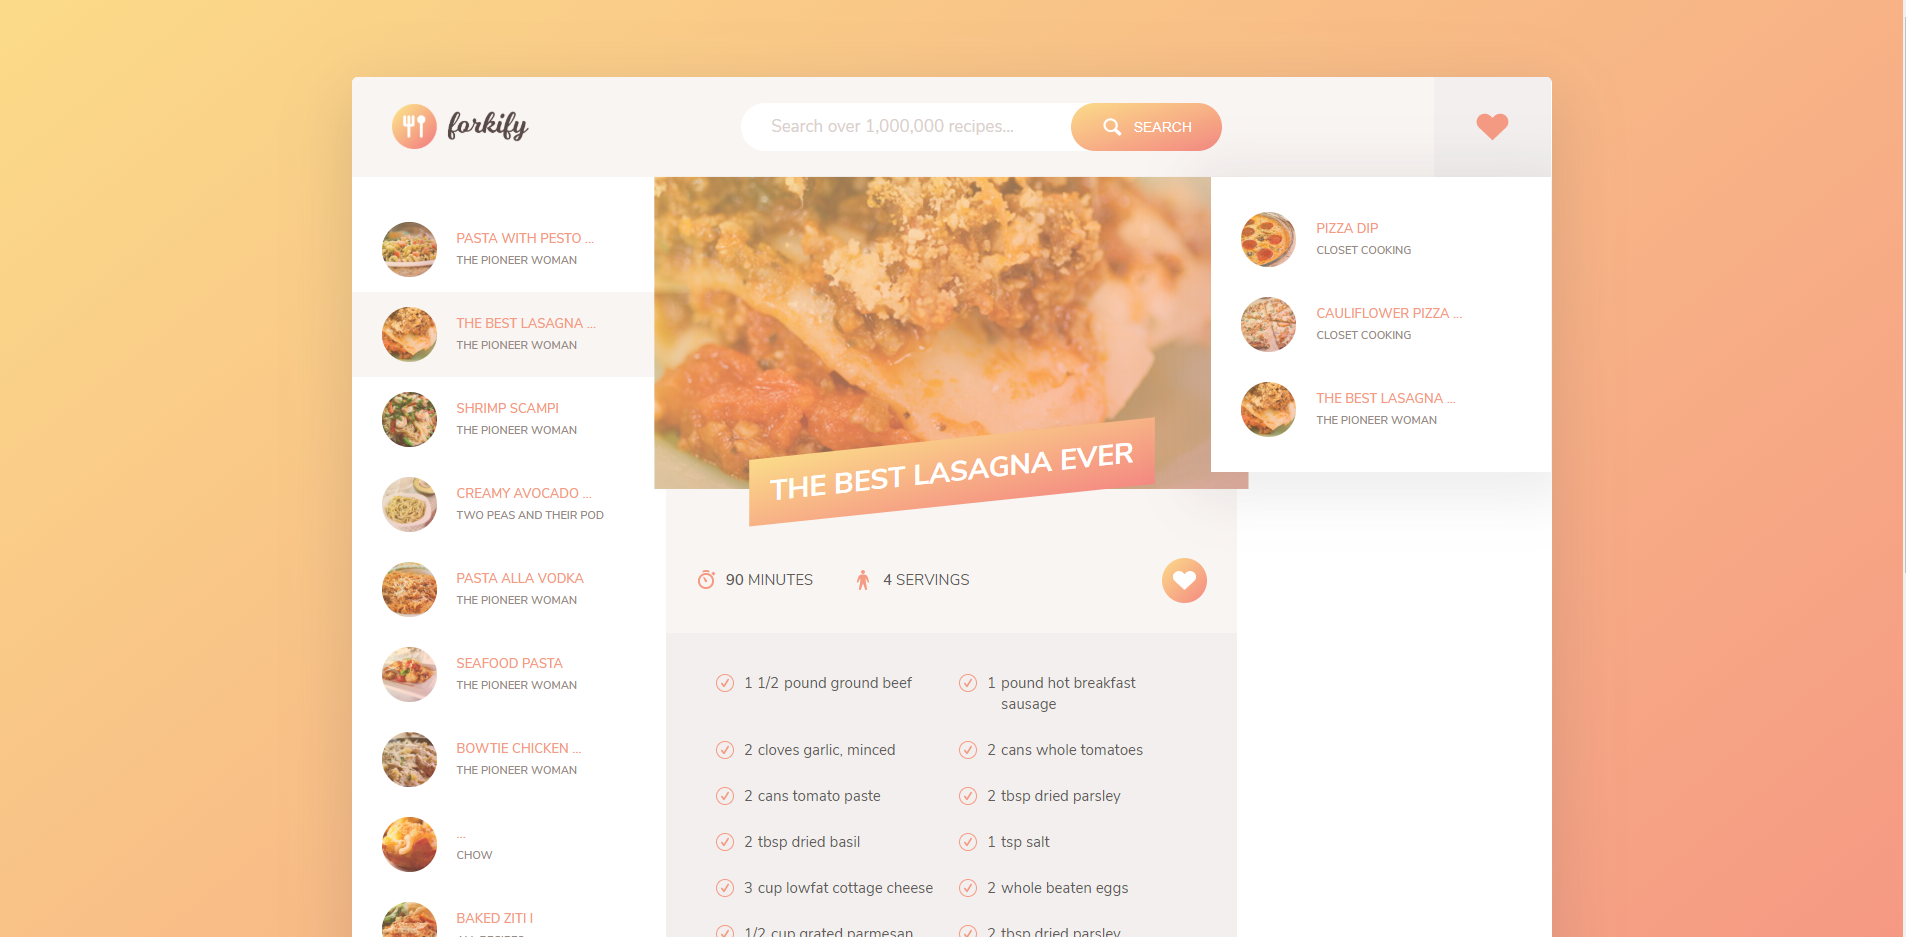 forkify
Search over 1,000,000 recipes...
SEARCH
PASTA WITH PESTO ...
THE PIONEER WOMAN
THE BEST LASAGNA ...
THE PIONEER WOMAN
SHRIMP SCAMPI
THE PIONEER WOMAN
CREAMY AVOCADO ...
TWO PEAS AND THEIR POD
PASTA ALLA VODKA
THE PIONEER WOMAN
SEAFOOD PASTA
THE PIONEER WOMAN
BOWTIE CHICKEN ...
THE PIONEER WOMAN
...
CHOW
BAKED ZITI I
THE BEST LASAGNA EVER
90 MINUTES
4 SERVINGS
1 1/2 pound ground beef
1 pound hot breakfast
sausage
2 cloves garlic, minced
2 cans whole tomatoes
2 cans tomato paste
2 tbsp dried parsley
2 tbsp dried basil
1 tsp salt
3 cup lowfat cottage cheese
2 whole beaten eggs
1/2 cup grated parmesan
2 tbsp dried parsley
PIZZA DIP
CLOSET COOKING
CAULIFLOWER PIZZA ...
CLOSET COOKING
THE BEST LASAGNA ...
THE PIONEER WOMAN